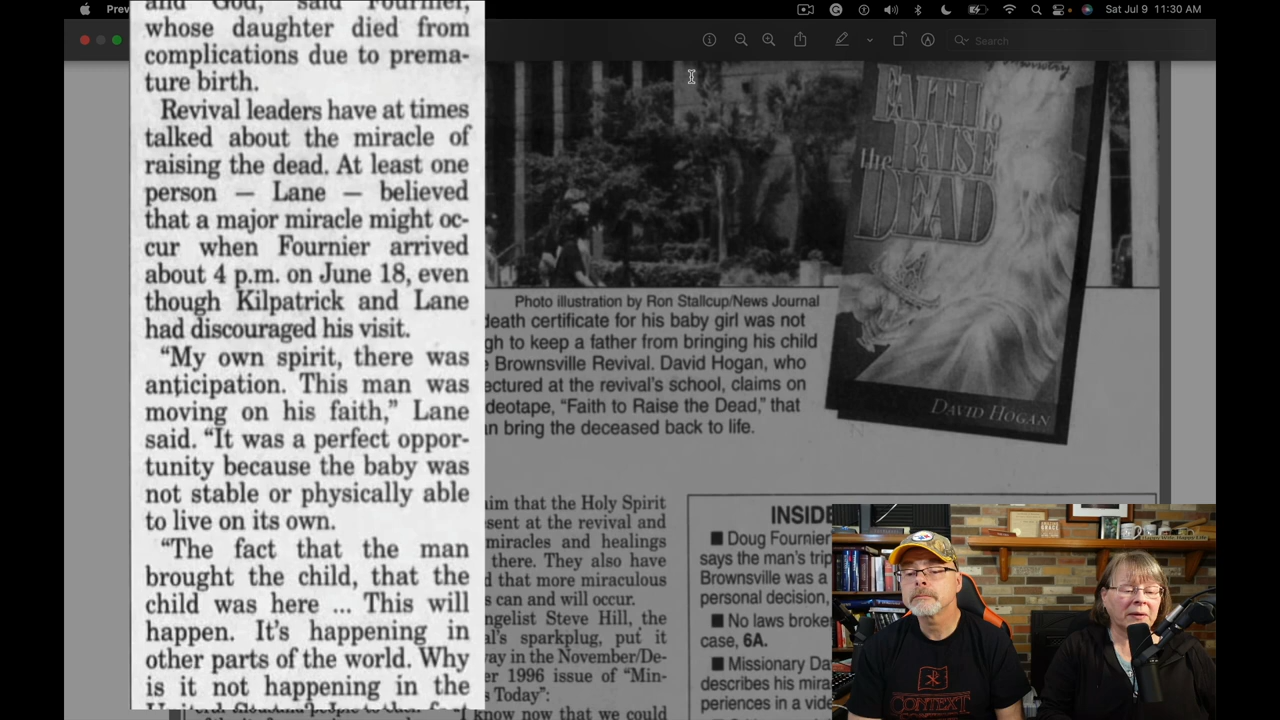 Prev
Sat Jul 9 11:30 AM
Search
and God," said Fournier,
whose daughter died from
complications due to prema-
ture birth.
Revival leaders have at times
talked about the miracle of
raising the dead. At least one
person — Lane — believed
that a major miracle might oc-
cur when Fournier arrived
about 4 p.m. on June 18, even
though Kilpatrick and Lane
had discouraged his visit.
"My own spirit, there was
anticipation. This man was
moving on his faith," Lane
said. "It was a perfect oppor-
tunity because the baby was
not stable or physically able
to live on its own.
"The fact that the man
brought the child, that the
child was here ... This will
happen. It's happening in
other parts of the world. Why
is it not happening in the
FAITH to
RAISE
the
DEAD
DAVID HOGAN
Photo illustration by Ron Stallcup/News Journal
death certificate for his baby girl was not
gh to keep a father from bringing his child
Brownsville Revival. David Hogan, who
ectured at the revival's school, claims on
deotape, "Faith to Raise the Dead," that
n bring the deceased back to life.
aim that the Holy Spirit
sent at the revival and
miracles and healings
there. They also have
d that more miraculous
s can and will occur.
ngelist Steve Hill, the
al's sparkplug, put it
way in the November/De-
er 1996 issue of "Min-
s Today":
I know now that we could
INSIDE
■ Doug Fournier
says the man's trip
Brownsville was a
personal decision,
■ No laws broken
case, 6A.
■ Missionary Da
describes his mira
periences in a vide
GRACE
CONTEXT